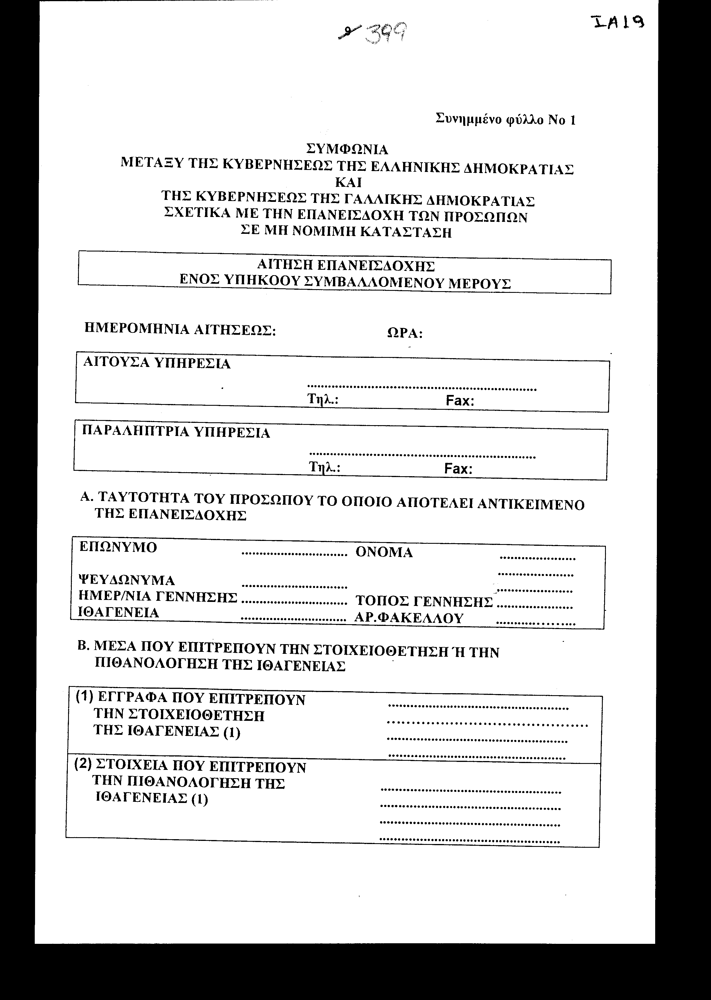 399
IA19
Συνημμένο φύλλο Νο 1
ΣΥΜΦΩΝΙΑ
ΜΕΤΑΞΥ ΤΗΣ ΚΥΒΕΡΝΗΣΕΩΣ ΤΗΣ ΕΛΛΗΝΙΚΗΣ ΔΗΜΟΚΡΑΤΙΑΣ
ΚΑΙ
ΤΗΣ ΚΥΒΕΡΝΗΣΕΩΣ ΤΗΣ ΓΑΛΛΙΚΗΣ ΔΗΜΟΚΡΑΤΙΑΣ
ΣΧΕΤΙΚΑ ΜΕ ΤΗΝ ΕΠΑΝΕΙΣΔΟΧΗ ΤΩΝ ΠΡΟΣΩΠΩΝ
ΣΕ ΜΗ ΝΟΜΙΜΗ ΚΑΤΑΣΤΑΣΗ
ΑΙΤΗΣΗ ΕΠΑΝΕΙΣΔΟΧΗΣ
ΕΝΟΣ ΥΠΗΚΟΟΥ ΣΥΜΒΑΛΛΟΜΕΝΟΥ ΜΕΡΟΥΣ
ΗΜΕΡΟΜΗΝΙΑ ΑΙΤΗΣΕΩΣ: ΩΡΑ:
ΑΙΤΟΥΣΑ ΥΠΗΡΕΣΙΑ
..............................................................
Τηλ.: Fax:
ΠΑΡΑΛΗΠΤΡΙΑ ΥΠΗΡΕΣΙΑ
..............................................................
Τηλ.: Fax:
Α. ΤΑΥΤΟΤΗΤΑ ΤΟΥ ΠΡΟΣΩΠΟΥ ΤΟ ΟΠΟΙΟ ΑΠΟΤΕΛΕΙ ΑΝΤΙΚΕΙΜΕΝΟ
ΤΗΣ ΕΠΑΝΕΙΣΔΟΧΗΣ
ΕΠΩΝΥΜΟ ............................. ΟΝΟΜΑ .....................
.....................
ΨΕΥΔΩΝΥΜΑ ............................. .....................
ΗΜΕΡ/ΝΙΑ ΓΕΝΝΗΣΗΣ ............................. ΤΟΠΟΣ ΓΕΝΝΗΣΗΣ .....................
ΙΘΑΓΕΝΕΙΑ ............................. ΑΡ.ΦΑΚΕΛΛΟΥ .....................
Β. ΜΕΣΑ ΠΟΥ ΕΠΙΤΡΕΠΟΥΝ ΤΗΝ ΣΤΟΙΧΕΙΟΘΕΤΗΣΗ Ή ΤΗΝ
ΠΙΘΑΝΟΛΟΓΗΣΗ ΤΗΣ ΙΘΑΓΕΝΕΙΑΣ
(1) ΕΓΓΡΑΦΑ ΠΟΥ ΕΠΙΤΡΕΠΟΥΝ .................................................
ΤΗΝ ΣΤΟΙΧΕΙΟΘΕΤΗΣΗ .................................................
ΤΗΣ ΙΘΑΓΕΝΕΙΑΣ (1) .................................................
.................................................
(2) ΣΤΟΙΧΕΙΑ ΠΟΥ ΕΠΙΤΡΕΠΟΥΝ
ΤΗΝ ΠΙΘΑΝΟΛΟΓΗΣΗ ΤΗΣ .................................................
ΙΘΑΓΕΝΕΙΑΣ (1) .................................................
.................................................
.................................................